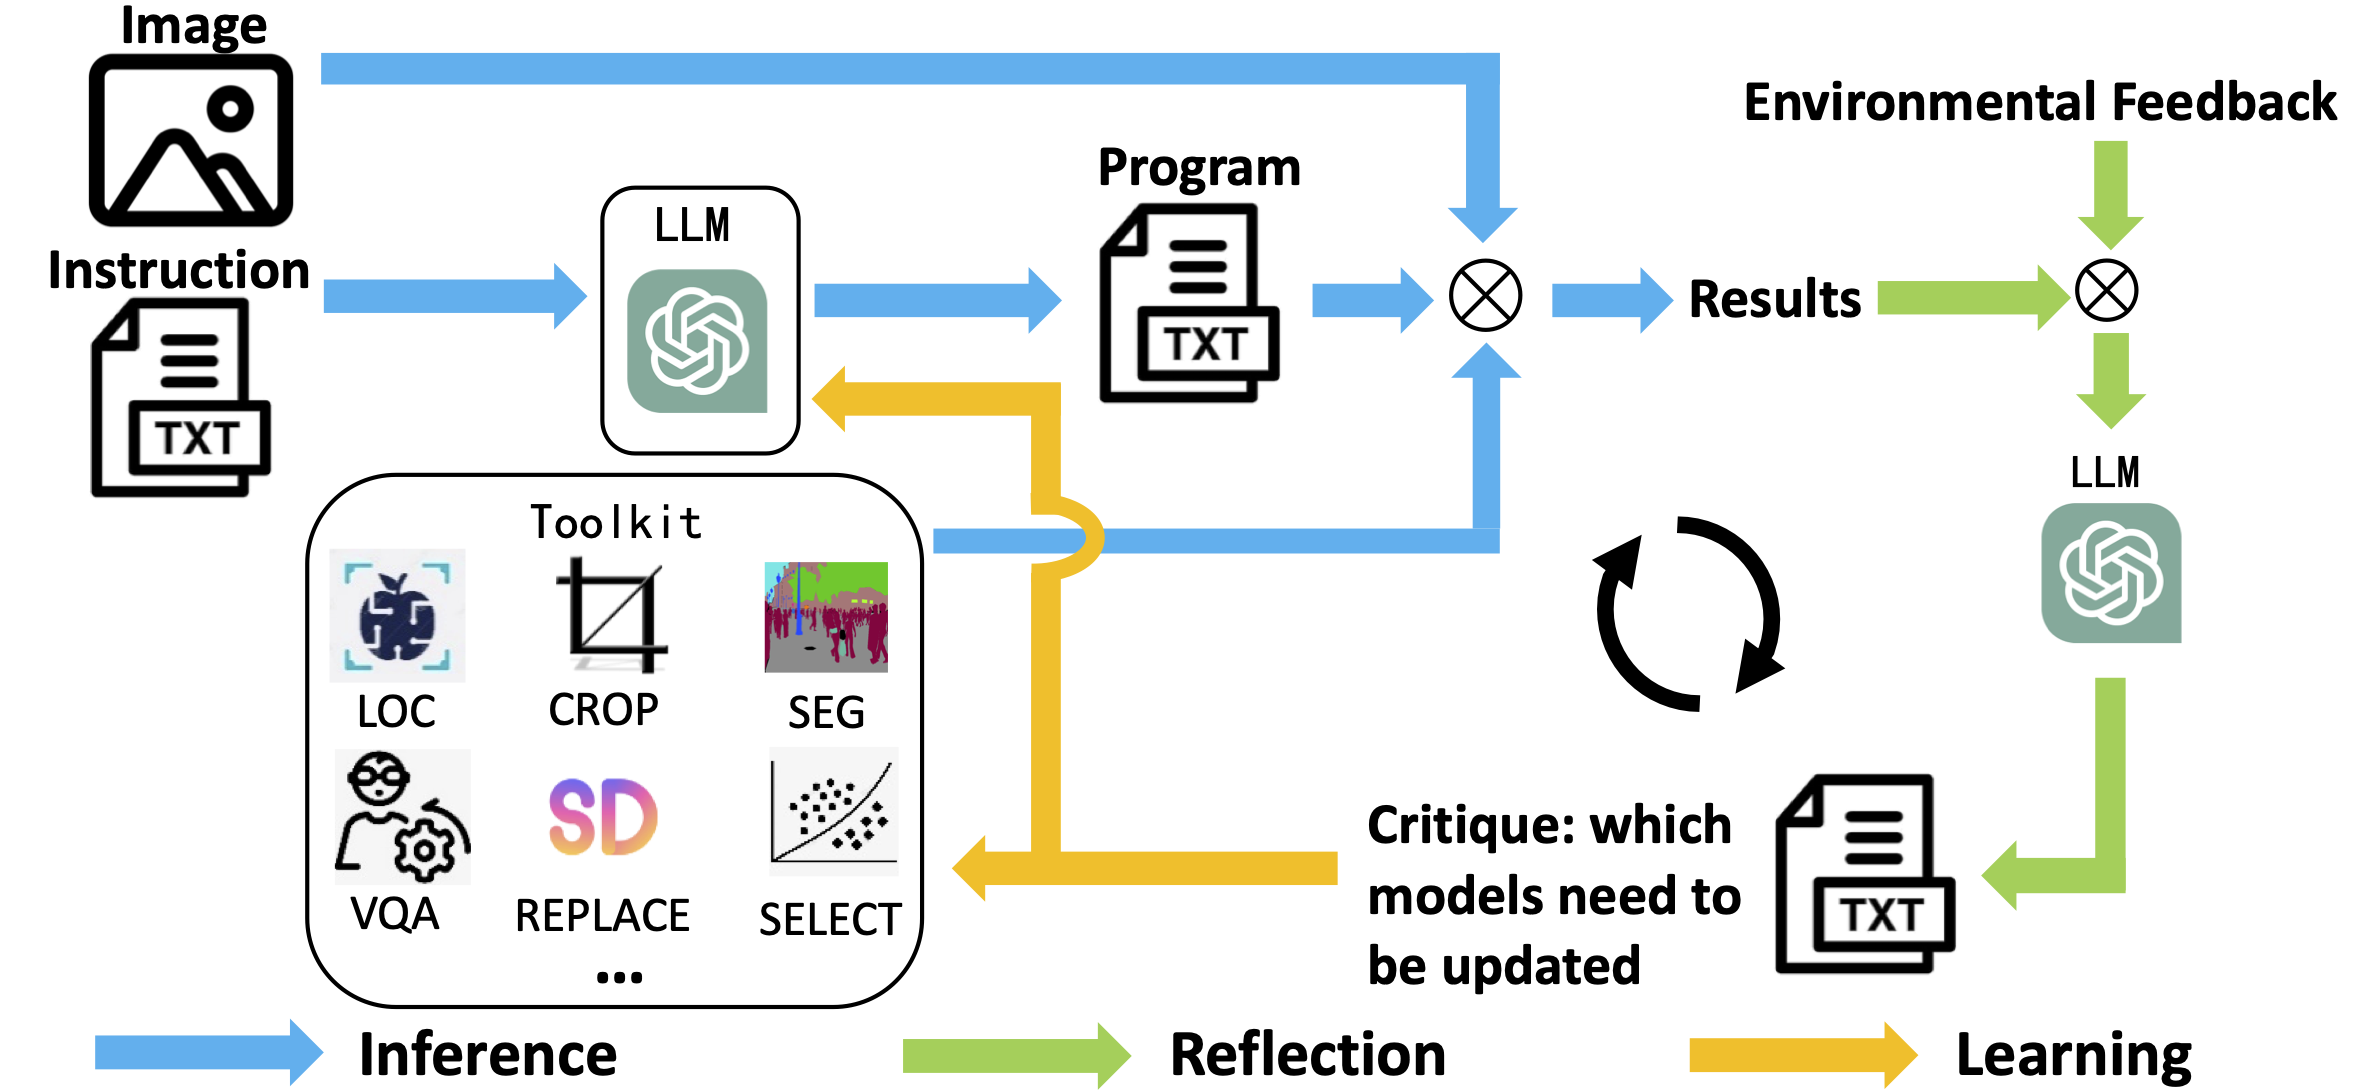 Image
Environmental Feedback
Program
LLM
Instruction
TXT
Results
TXT
LLM
Toolkit
LOC
CROP
SEG
VQA
SD
REPLACE
SELECT
...
Critique: which
models need to
be updated
TXT
Inference
Reflection
Learning